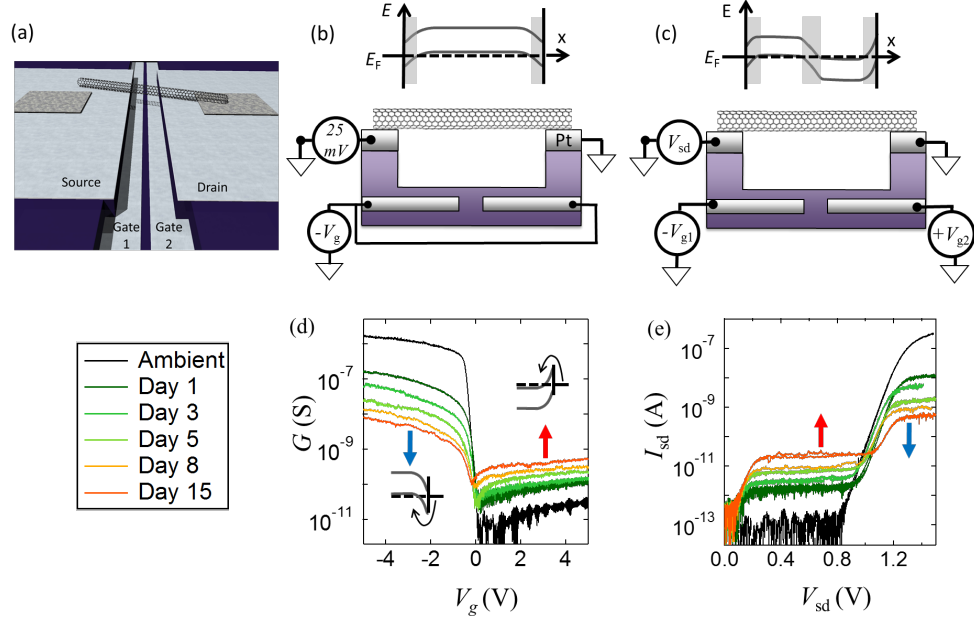 (a)
Source
Drain
Gate
1
Gate
2
(b)
E
E_F
x
25
mV
Pt
-V_g
(c)
E
E_F
x
V_sd
-V_g1
+V_g2
Ambient
Day 1
Day 3
Day 5
Day 8
Day 15
(d)
G (S)
10^-7
10^-9
10^-11
-4
-2
0
2
4
V_g (V)
(e)
I_sd (A)
10^-7
10^-9
10^-11
10^-13
0.0
0.4
0.8
1.2
V_sd (V)